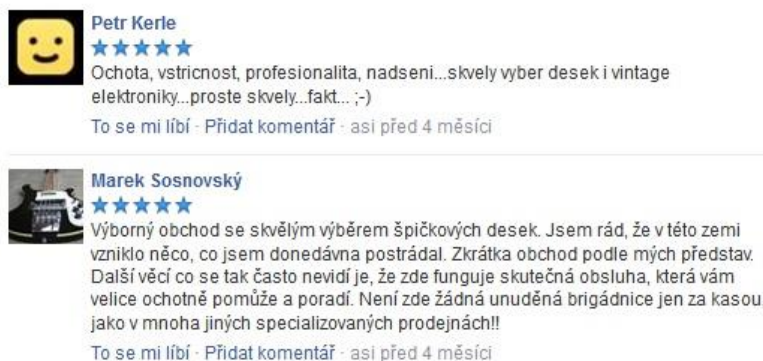 Petr Kerle
Ochota, vstricnost, profesionalita, nadseni...skvely vyber desek i vintage
elektroniky...proste skvely...fakt... ;-)
To se mi líbí · Přidat komentář · asi před 4 měsíci
Marek Sosnovský
Výborný obchod se skvělým výběrem špičkových desek. Jsem rád, že v této zemi
vzniklo něco, co jsem donedávna postrádal. Zkrátka obchod podle mých představ.
Další věcí co se tak často nevidí je, že zde funguje skutečná obsluha, která vám
velice ochotně pomůže a poradí. Není zde žádná unuděná brigádnice jen za kasou,
jako v mnoha jiných specializovaných prodejnách!!
To se mi líbí · Přidat komentář · asi před 4 měsíci